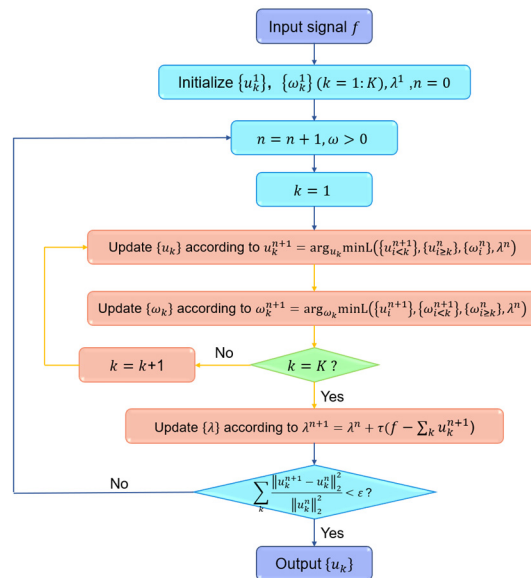 Input signal f
Initialize {u_k^1}, {ω_k^1} (k = 1: K), λ^1 ,n = 0
n = n + 1, ω > 0
k = 1
Update {u_k} according to u_k^{n+1} = arg_{u_k} minL({u_{i<k}^{n+1}}, {u_{i≥k}^n}, {ω_i^n}, λ^n)
Update {ω_k} according to ω_k^{n+1} = arg_{ω_k} minL({u_i^{n+1}}, {ω_{i<k}^{n+1}}, {ω_{i≥k}^n}, λ^n)
k = k+1
No
k = K ?
Yes
Update {λ} according to λ^{n+1} = λ^n + τ(f − ∑_k u_k^{n+1})
No
∑_k ‖u_k^{n+1} − u_k^n‖_2^2 / ‖u_k^n‖_2^2 < ε ?
Yes
Output {u_k}